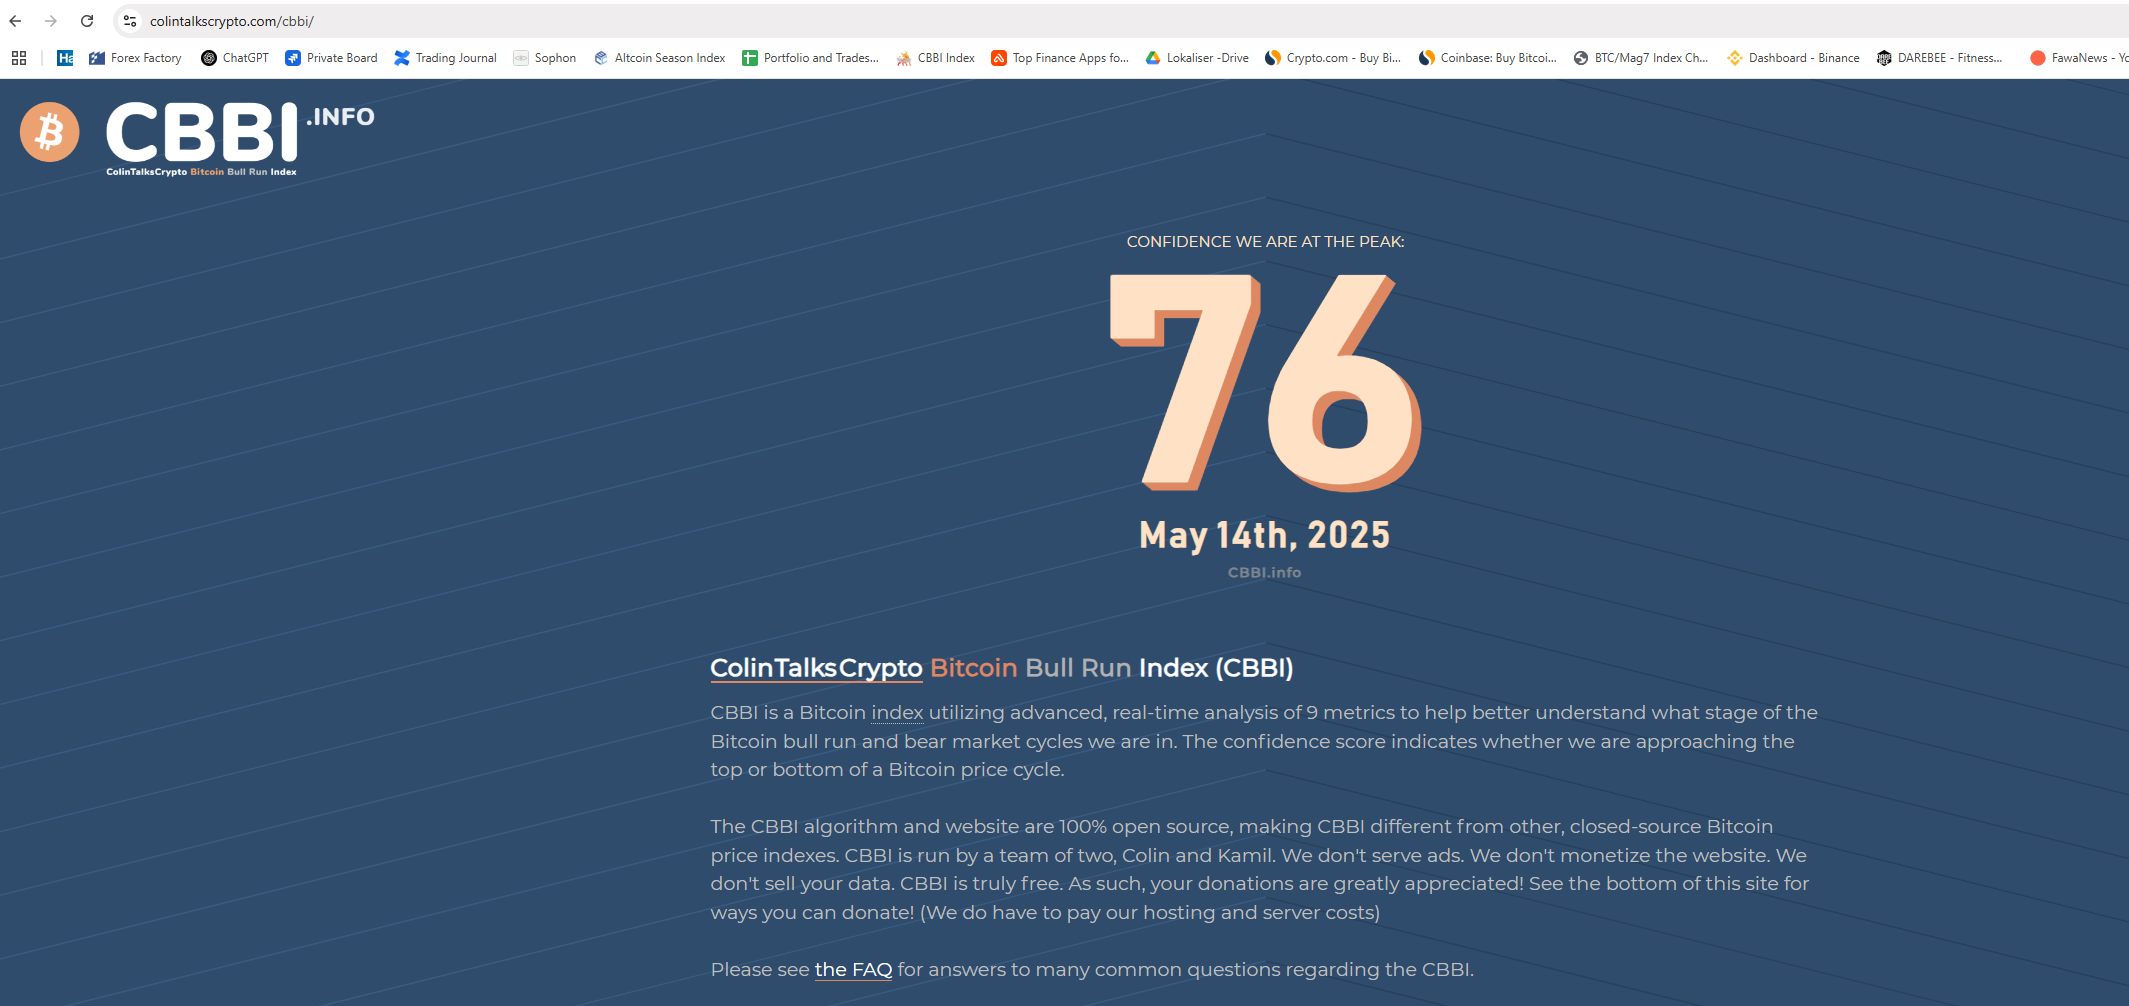 colintalkscrypto.com/cbbi/
Forex Factory
ChatGPT
Private Board
Trading Journal
Sophon
Altcoin Season Index
Portfolio and Trades...
CBBI Index
Top Finance Apps fo...
Lokaliser -Drive
Crypto.com - Buy Bi...
Coinbase: Buy Bitcoi...
BTC/Mag7 Index Ch...
Dashboard - Binance
DAREBEE - Fitness...
FawaNews - Yo
CBBI.INFO
ColinTalksCrypto Bitcoin Bull Run Index
CONFIDENCE WE ARE AT THE PEAK:
76
May 14th, 2025
CBBI.info
ColinTalksCrypto Bitcoin Bull Run Index (CBBI)
CBBI is a Bitcoin index utilizing advanced, real-time analysis of 9 metrics to help better understand what stage of the
Bitcoin bull run and bear market cycles we are in. The confidence score indicates whether we are approaching the
top or bottom of a Bitcoin price cycle.
The CBBI algorithm and website are 100% open source, making CBBI different from other, closed-source Bitcoin
price indexes. CBBI is run by a team of two, Colin and Kamil. We don't serve ads. We don't monetize the website. We
don't sell your data. CBBI is truly free. As such, your donations are greatly appreciated! See the bottom of this site for
ways you can donate! (We do have to pay our hosting and server costs)
Please see the FAQ for answers to many common questions regarding the CBBI.